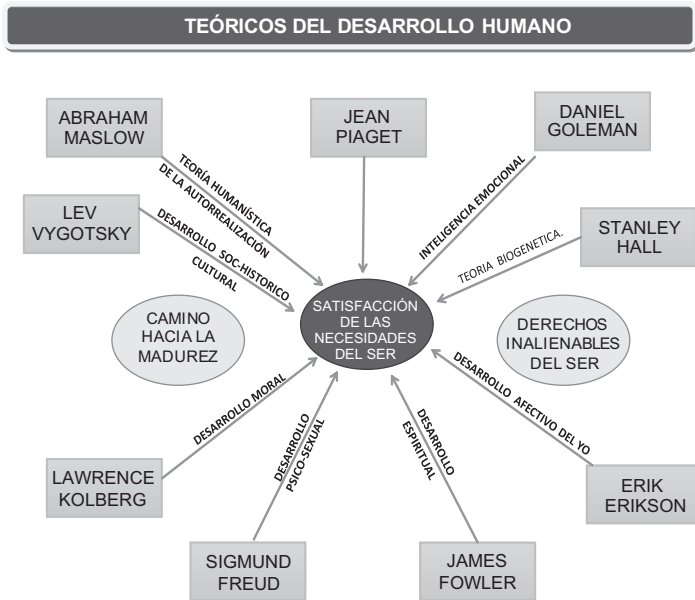 TEÓRICOS DEL DESARROLLO HUMANO
ABRAHAM
MASLOW
JEAN
PIAGET
DANIEL
GOLEMAN
TEORÍA HUMANÍSTICA
DE LA AUTORREALIZACIÓN
INTELIGENCIA EMOCIONAL
LEV
VYGOTSKY
DESARROLLO SOC-HISTORICO
CULTURAL
STANLEY
HALL
TEORIA BIOGENETICA.
SATISFACCIÓN
DE LAS
NECESIDADES
DEL SER
CAMINO
HACIA LA
MADUREZ
DERECHOS
INALIENABLES
DEL SER
DESARROLLO MORAL
DESARROLLO
PSICO-SEXUAL
DESARROLLO
ESPIRITUAL
DESARROLLO AFECTIVO DEL YO
LAWRENCE
KOLBERG
ERIK
ERIKSON
SIGMUND
FREUD
JAMES
FOWLER